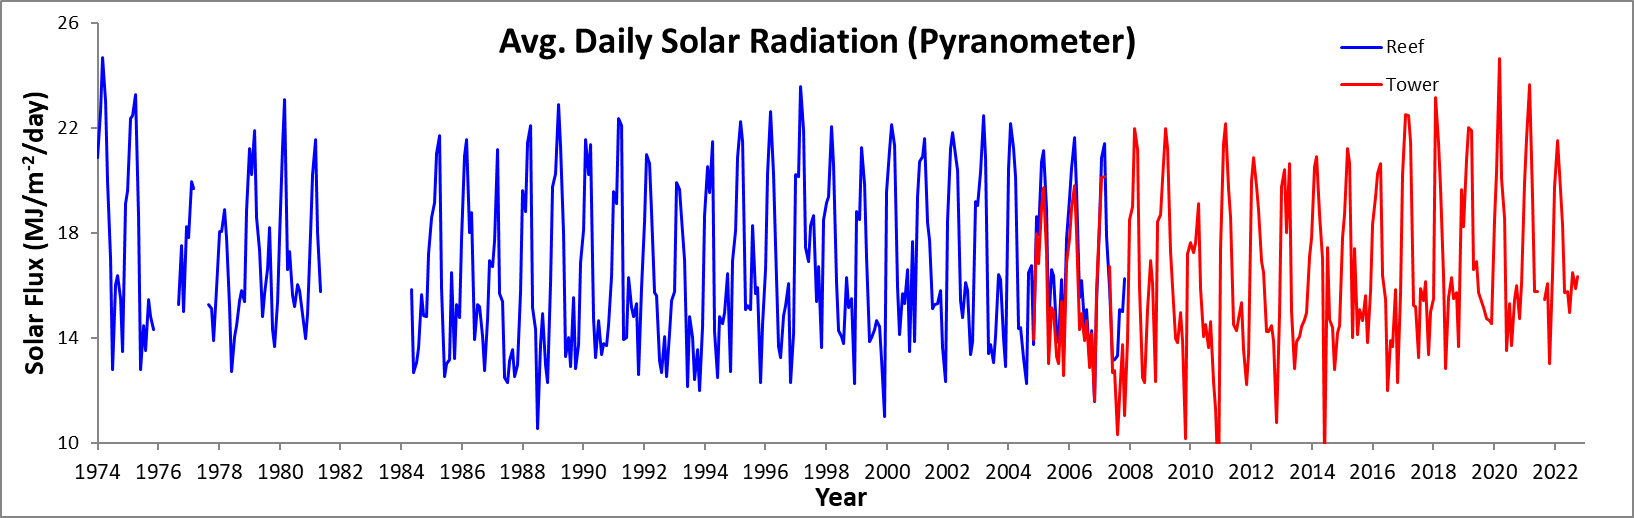 Avg. Daily Solar Radiation (Pyranometer)
Reef
Tower
Solar Flux (MJ/m⁻²/day)
26
22
18
14
10
1974 1976 1978 1980 1982 1984 1986 1988 1990 1992 1994 1996 1998 2000 2002 2004 2006 2008 2010 2012 2014 2016 2018 2020 2022
Year